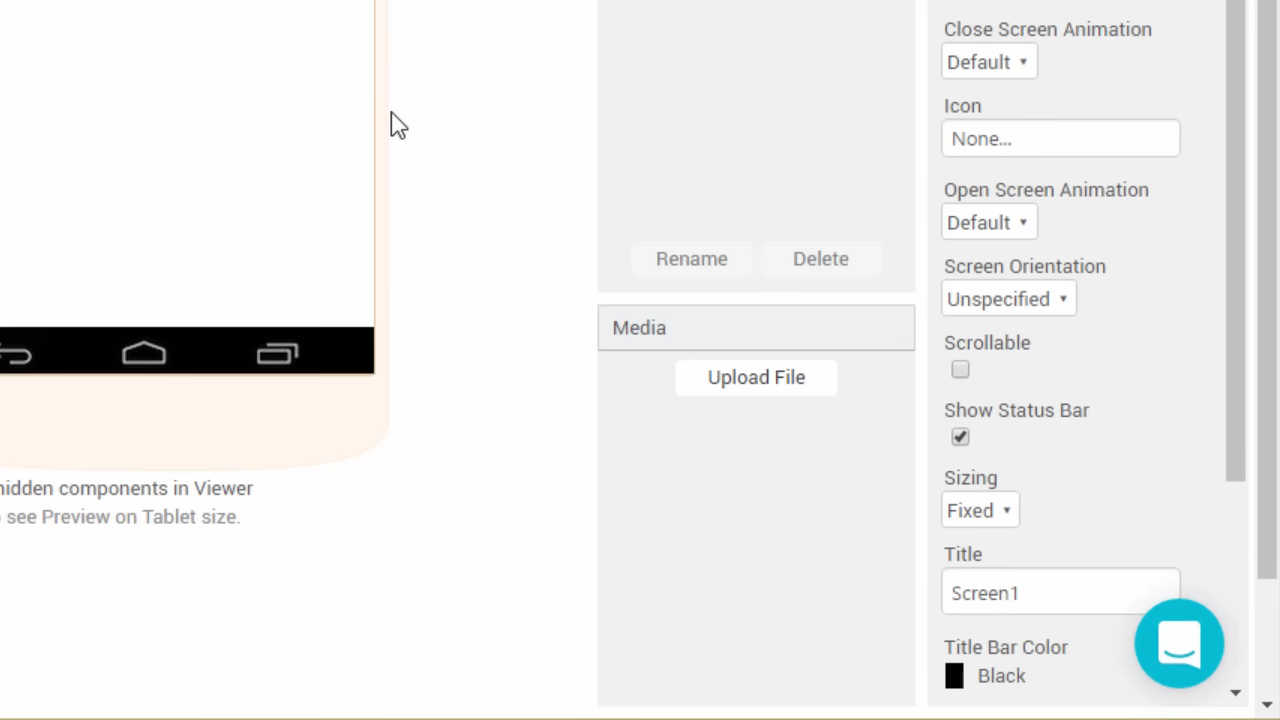 hidden components in Viewer
see Preview on Tablet size.
Rename
Delete
Media
Upload File
Close Screen Animation
Default
Icon
None...
Open Screen Animation
Default
Screen Orientation
Unspecified
Scrollable
Show Status Bar
Sizing
Fixed
Title
Screen1
Title Bar Color
Black